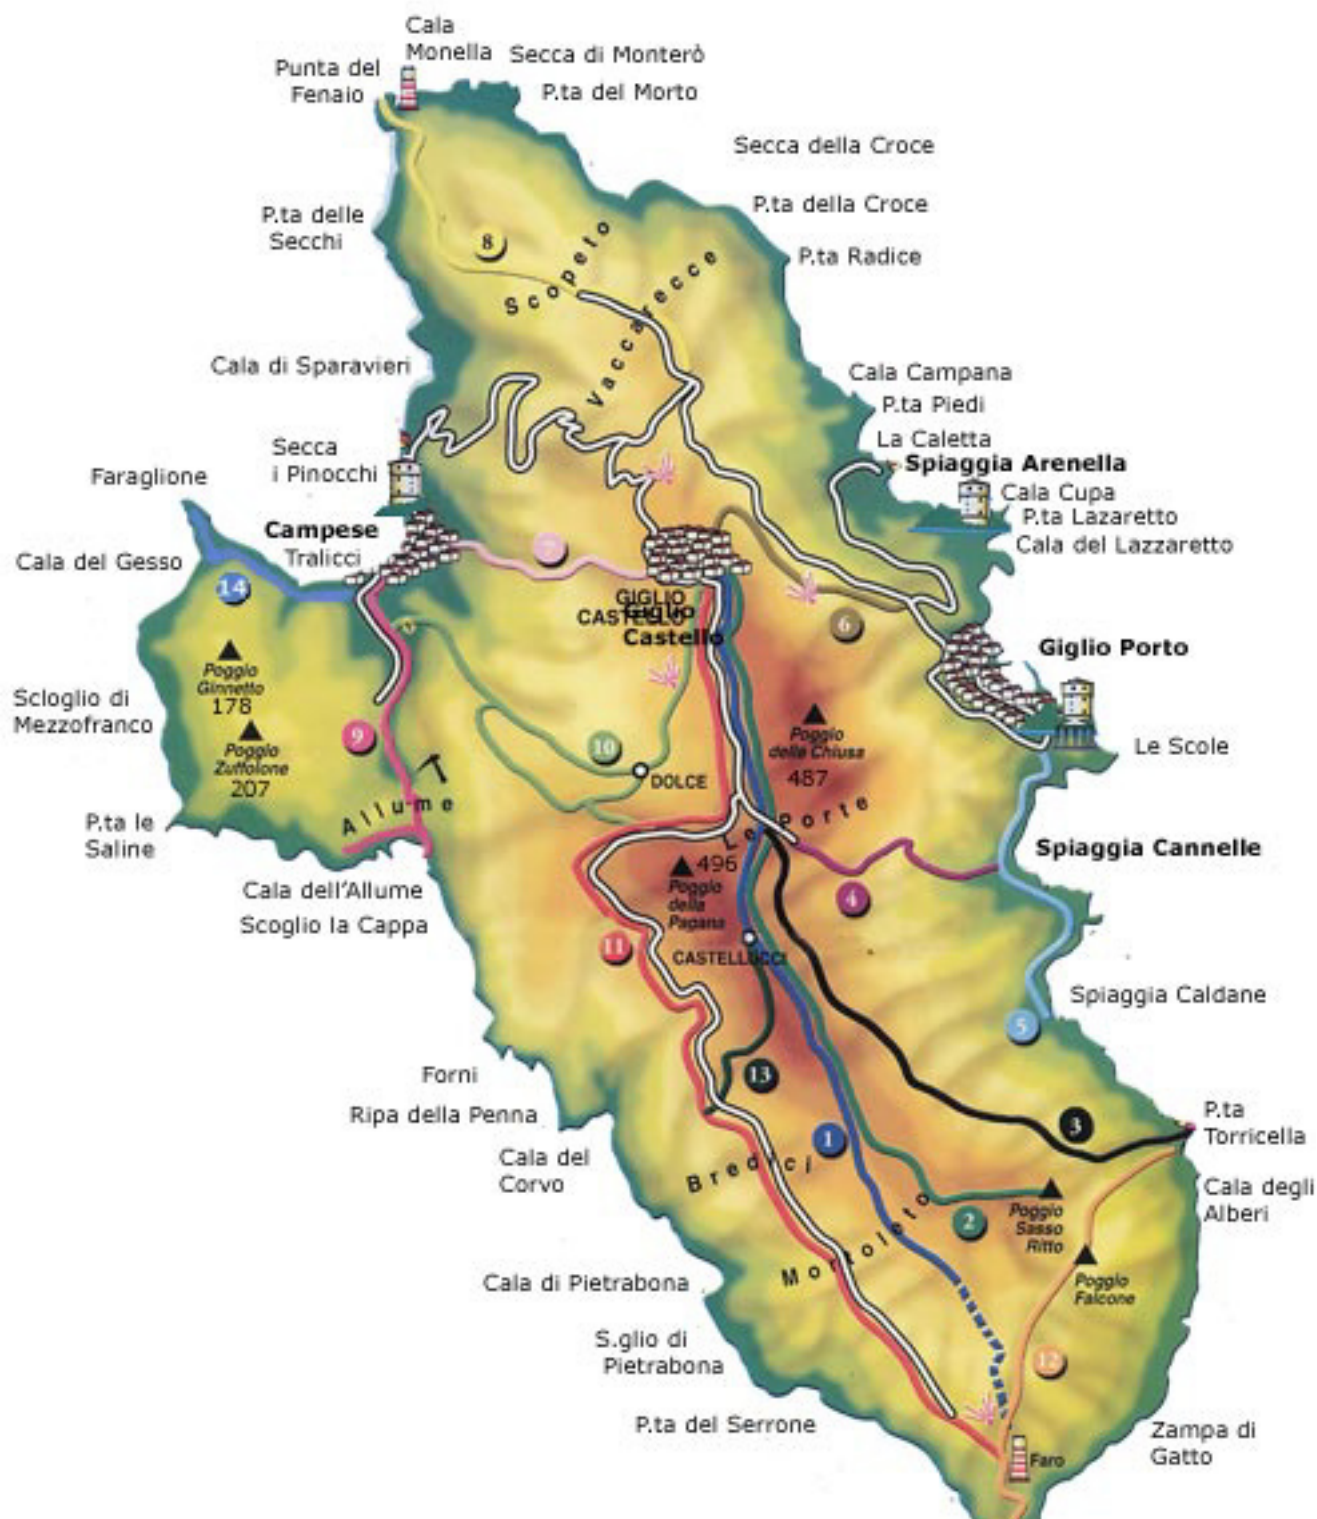 Cala
Monella
Secca di Monterò
Punta del
Fenaio
P.ta del Morto
Secca della Croce
P.ta delle
Secchi
P.ta della Croce
8
Scopeto
P.ta Radice
Vaccarecce
Cala di Sparavieri
Cala Campana
P.ta Piedi
La Caletta
Secca
i Pinocchi
Spiaggia Arenella
Faraglione
Cala Cupa
P.ta Lazaretto
Campese
Tralicci
Cala del Lazzaretto
Cala del Gesso
7
14
GIGLIO
CASTELLO
Giglio
Castello
6
Giglio Porto
Poggio
Ginnetto
178
Scloglio di
Mezzofranco
9
10
Poggio
della Chiusa
487
Le Scole
Poggio
Zuffolone
207
DOLCE
Allume
Le Porte
P.ta le
Saline
Spiaggia Cannelle
496
Poggio
della
Pagana
4
Cala dell'Allume
Scoglio la Cappa
11
CASTELLUCCI
Spiaggia Caldane
5
Forni
13
Ripa della Penna
P.ta
Torricella
3
1
Cala del
Corvo
Bredici
Cala degli
Alberi
2
Poggio
Sasso
Ritto
Mortoleto
Cala di Pietrabona
Poggio
Falcone
S.glio di
Pietrabona
12
P.ta del Serrone
Zampa di
Gatto
Faro